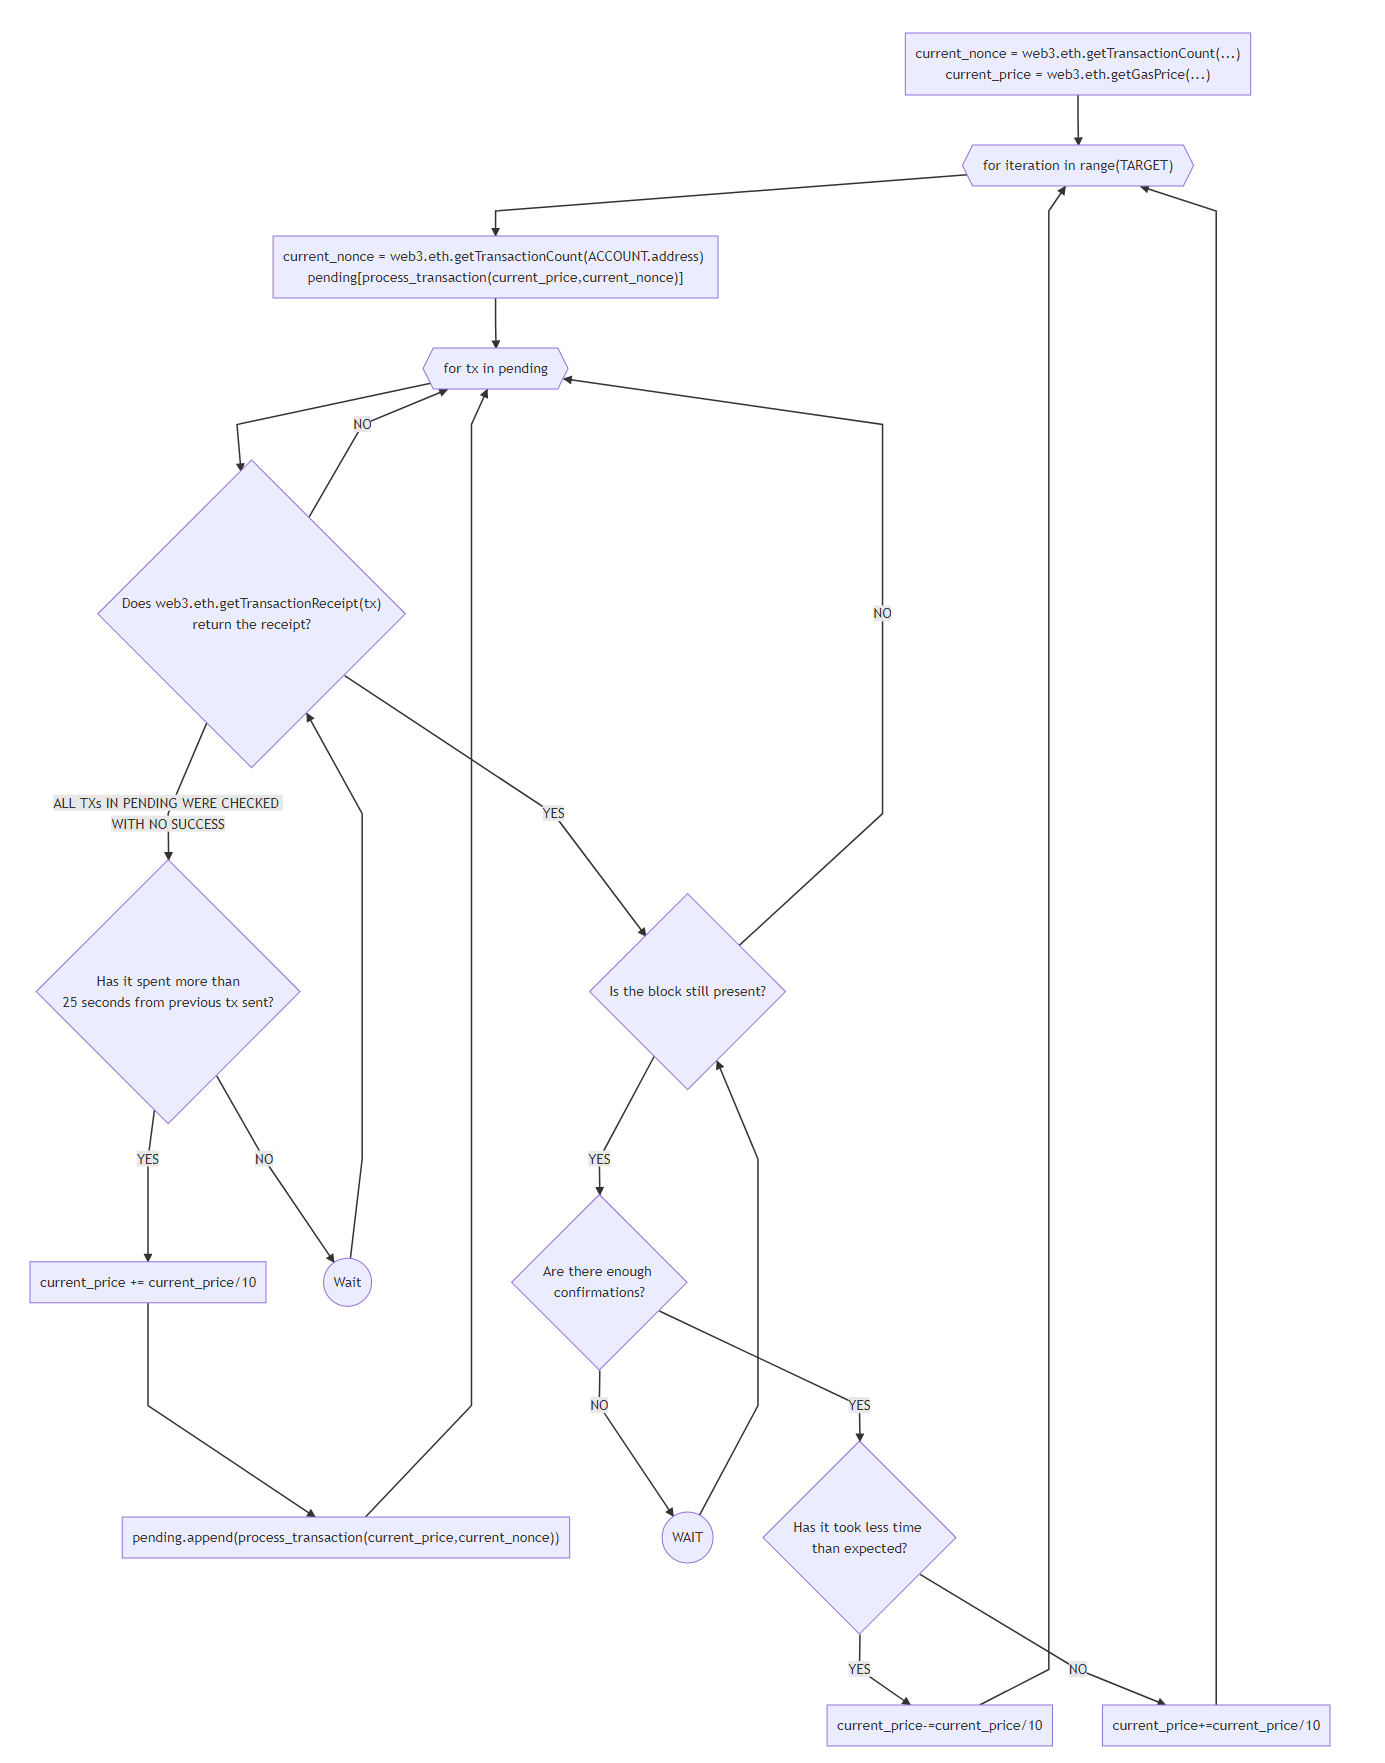 current_nonce = web3.eth.getTransactionCount(...)
current_price = web3.eth.getGasPrice(...)
for iteration in range(TARGET)
current_nonce = web3.eth.getTransactionCount(ACCOUNT.address)
pending[process_transaction(current_price,current_nonce)]
for tx in pending
NO
Does web3.eth.getTransactionReceipt(tx)
return the receipt?
NO
ALL TXs IN PENDING WERE CHECKED
WITH NO SUCCESS
YES
Has it spent more than
25 seconds from previous tx sent?
Is the block still present?
YES
NO
YES
current_price += current_price/10
Wait
Are there enough
confirmations?
NO
YES
pending.append(process_transaction(current_price,current_nonce))
WAIT
Has it took less time
than expected?
YES
NO
current_price-=current_price/10
current_price+=current_price/10